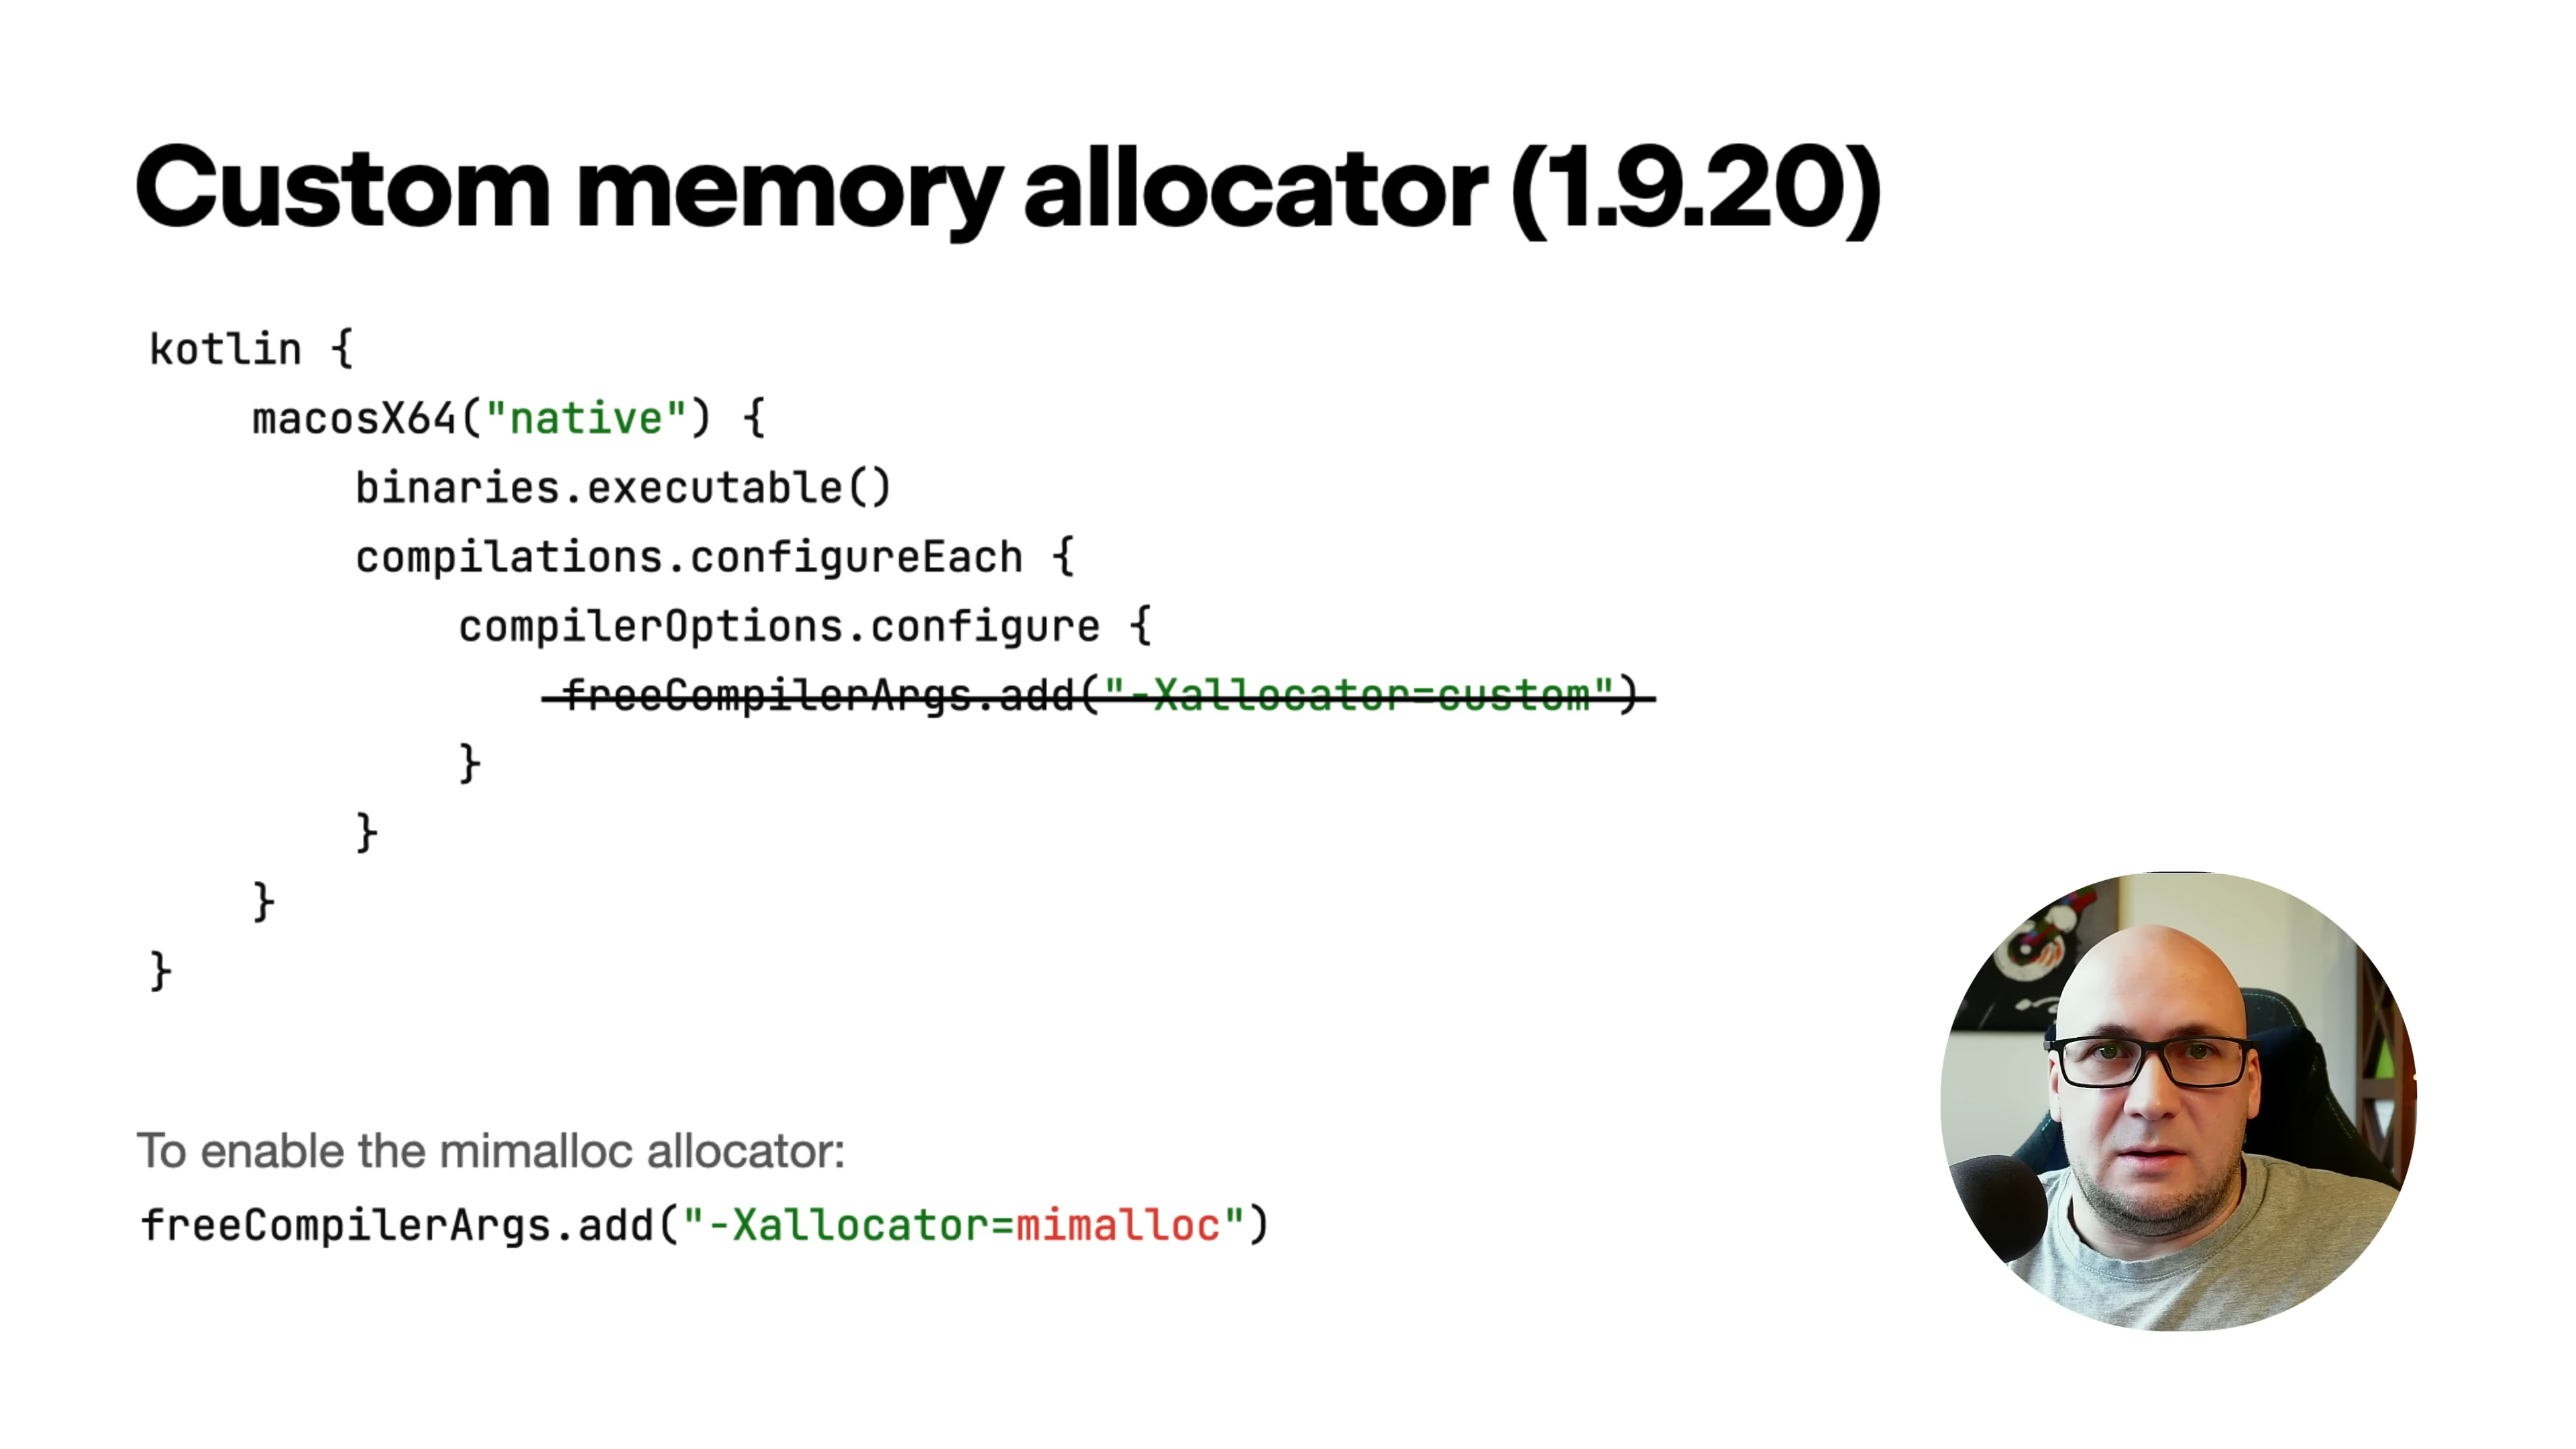 Custom memory allocator (1.9.20)
kotlin {
macosX64("native") {
binaries.executable()
compilations.configureEach {
compilerOptions.configure {
freeCompilerArgs.add("-Xallocator=custom")
}
}
}
}
To enable the mimalloc allocator:
freeCompilerArgs.add("-Xallocator=mimalloc")